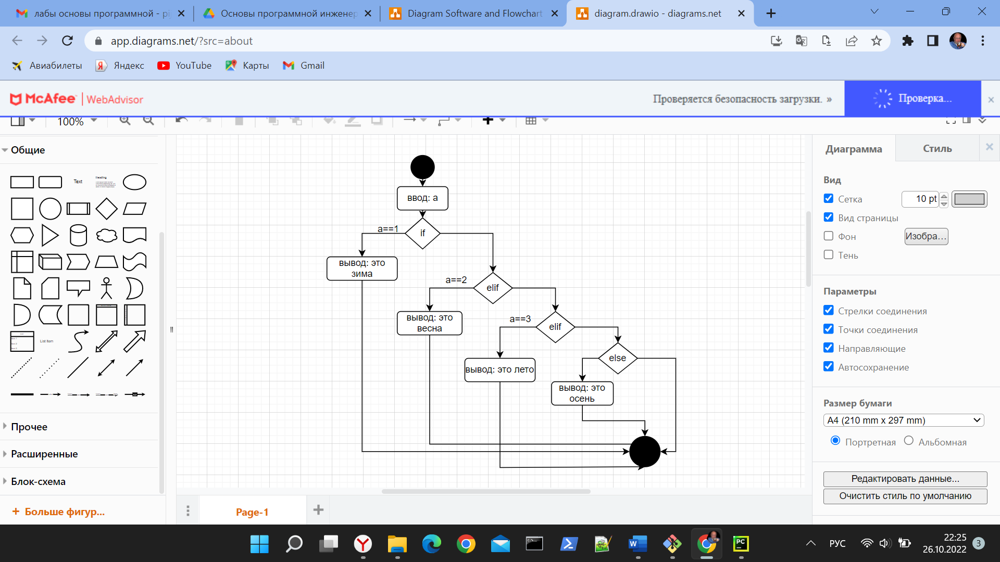 лабы основы программной - pi
Основы программной инженер
Diagram Software and Flowchart
diagram.drawio - diagrams.net
app.diagrams.net/?src=about
Авиабилеты
Яндекс
YouTube
Карты
Gmail
McAfee | WebAdvisor
Проверяется безопасность загрузки. »
Проверка...
100%
Общие
Text
Heading
List Item
Прочее
Расширенные
Блок-схема
+ Больше фигур...
ввод: a
a==1
if
вывод: это
зима
a==2
elif
вывод: это
весна
a==3
elif
вывод: это лето
else
вывод: это
осень
Page-1
Диаграмма
Стиль
Вид
Сетка
10 pt
Вид страницы
Фон
Изобра...
Тень
Параметры
Стрелки соединения
Точки соединения
Направляющие
Автосохранение
Размер бумаги
A4 (210 mm x 297 mm)
Портретная
Альбомная
Редактировать данные...
Очистить стиль по умолчанию
РУС
22:25
26.10.2022
3